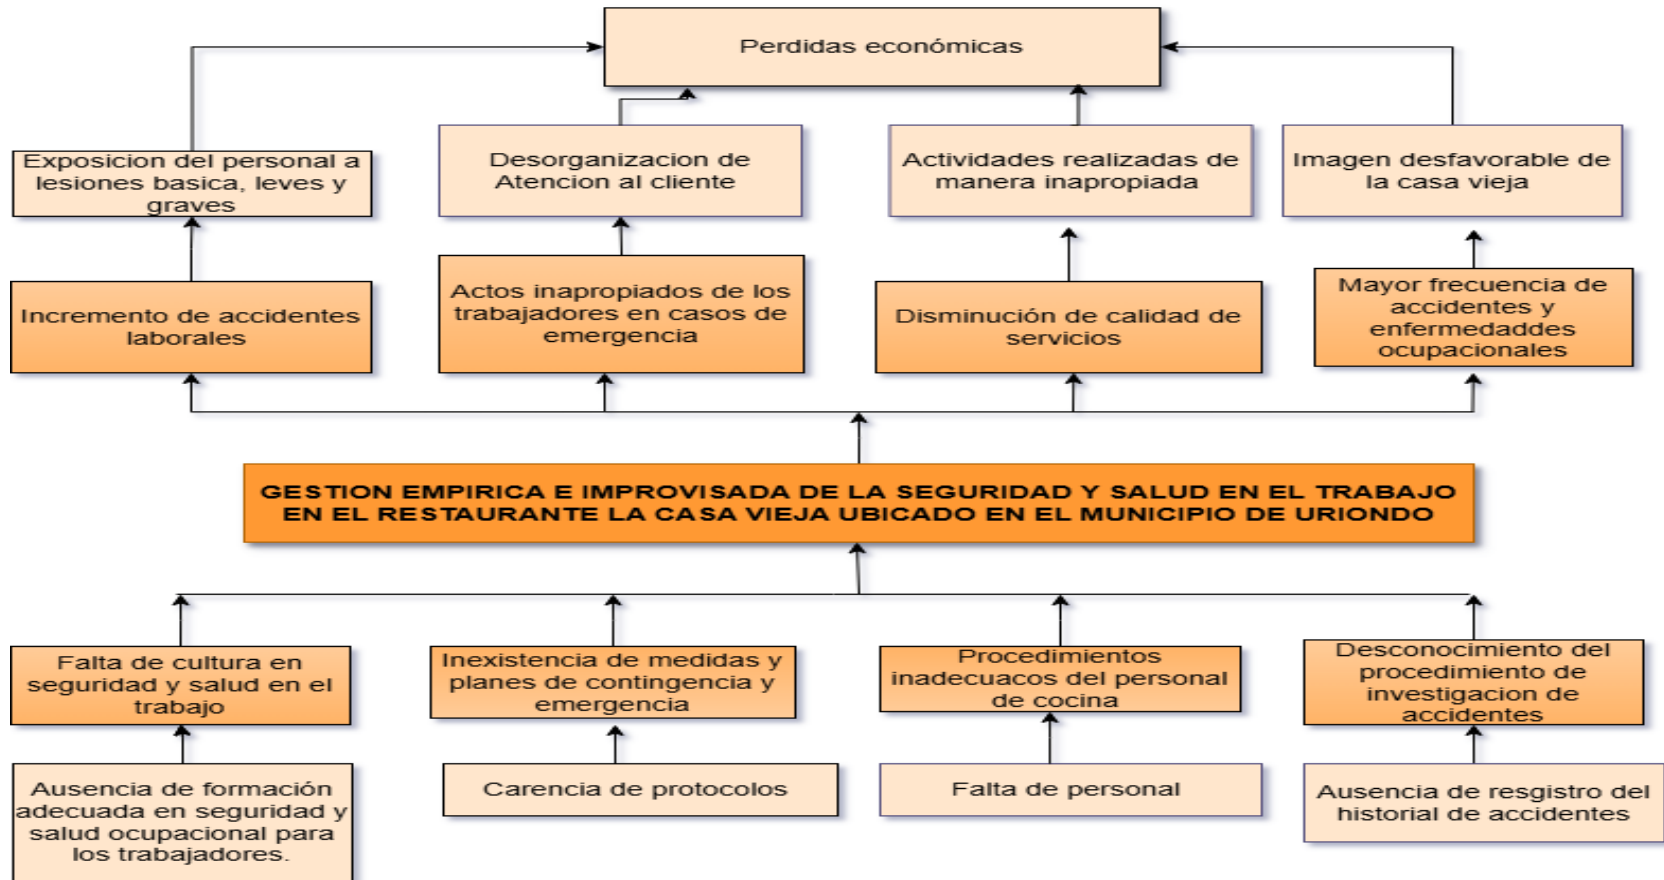 Perdidas económicas
Exposicion del personal a
lesiones basica, leves y
graves
Desorganizacion de
Atencion al cliente
Actividades realizadas de
manera inapropiada
Imagen desfavorable de
la casa vieja
Incremento de accidentes
laborales
Actos inapropiados de los
trabajadores en casos de
emergencia
Disminución de calidad de
servicios
Mayor frecuencia de
accidentes y
enfermedaddes
ocupacionales
GESTION EMPIRICA E IMPROVISADA DE LA SEGURIDAD Y SALUD EN EL TRABAJO
EN EL RESTAURANTE LA CASA VIEJA UBICADO EN EL MUNICIPIO DE URIONDO
Falta de cultura en
seguridad y salud en el
trabajo
Inexistencia de medidas y
planes de contingencia y
emergencia
Procedimientos
inadecuacos del personal
de cocina
Desconocimiento del
procedimiento de
investigacion de
accidentes
Ausencia de formación
adecuada en seguridad y
salud ocupacional para
los trabajadores.
Carencia de protocolos
Falta de personal
Ausencia de resgistro del
historial de accidentes